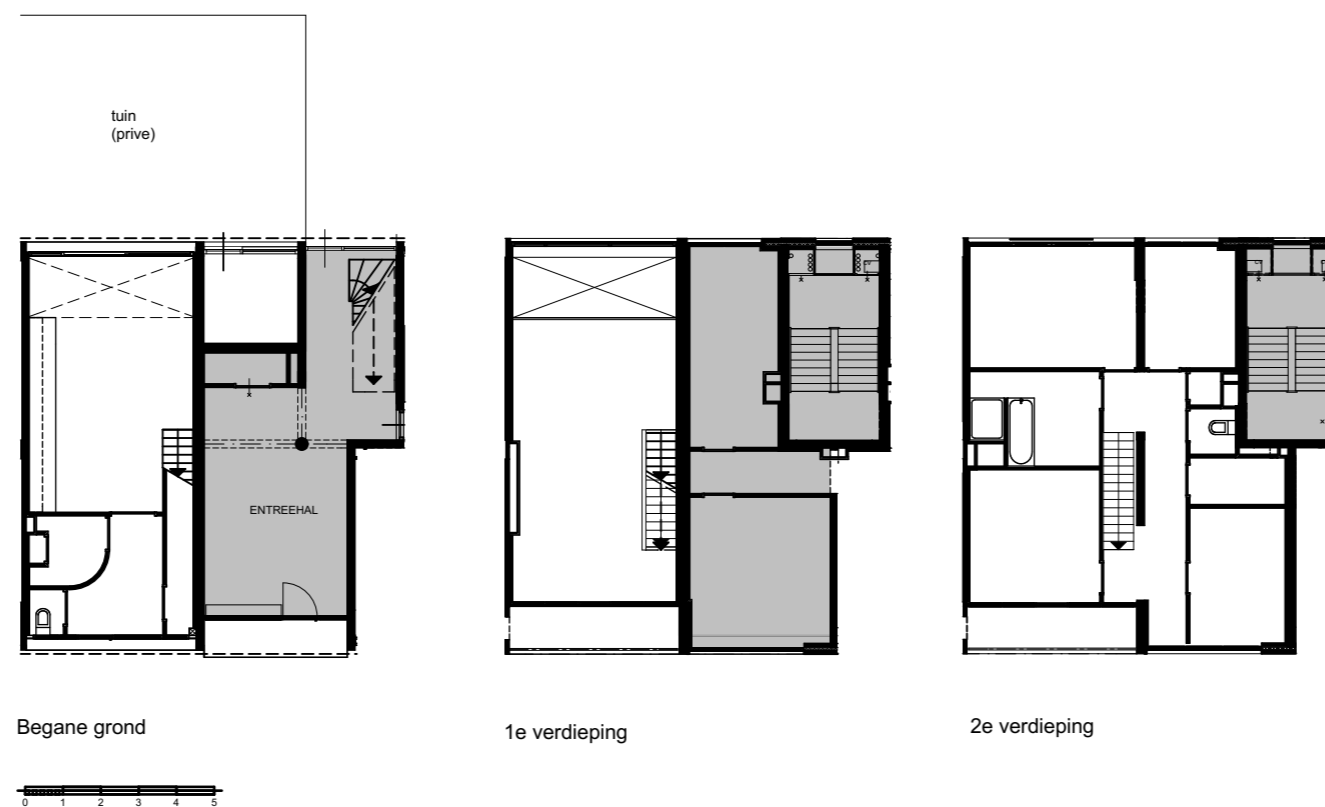 tuin
(prive)
ENTREEHAL
Begane grond
1e verdieping
2e verdieping
0 1 2 3 4 5